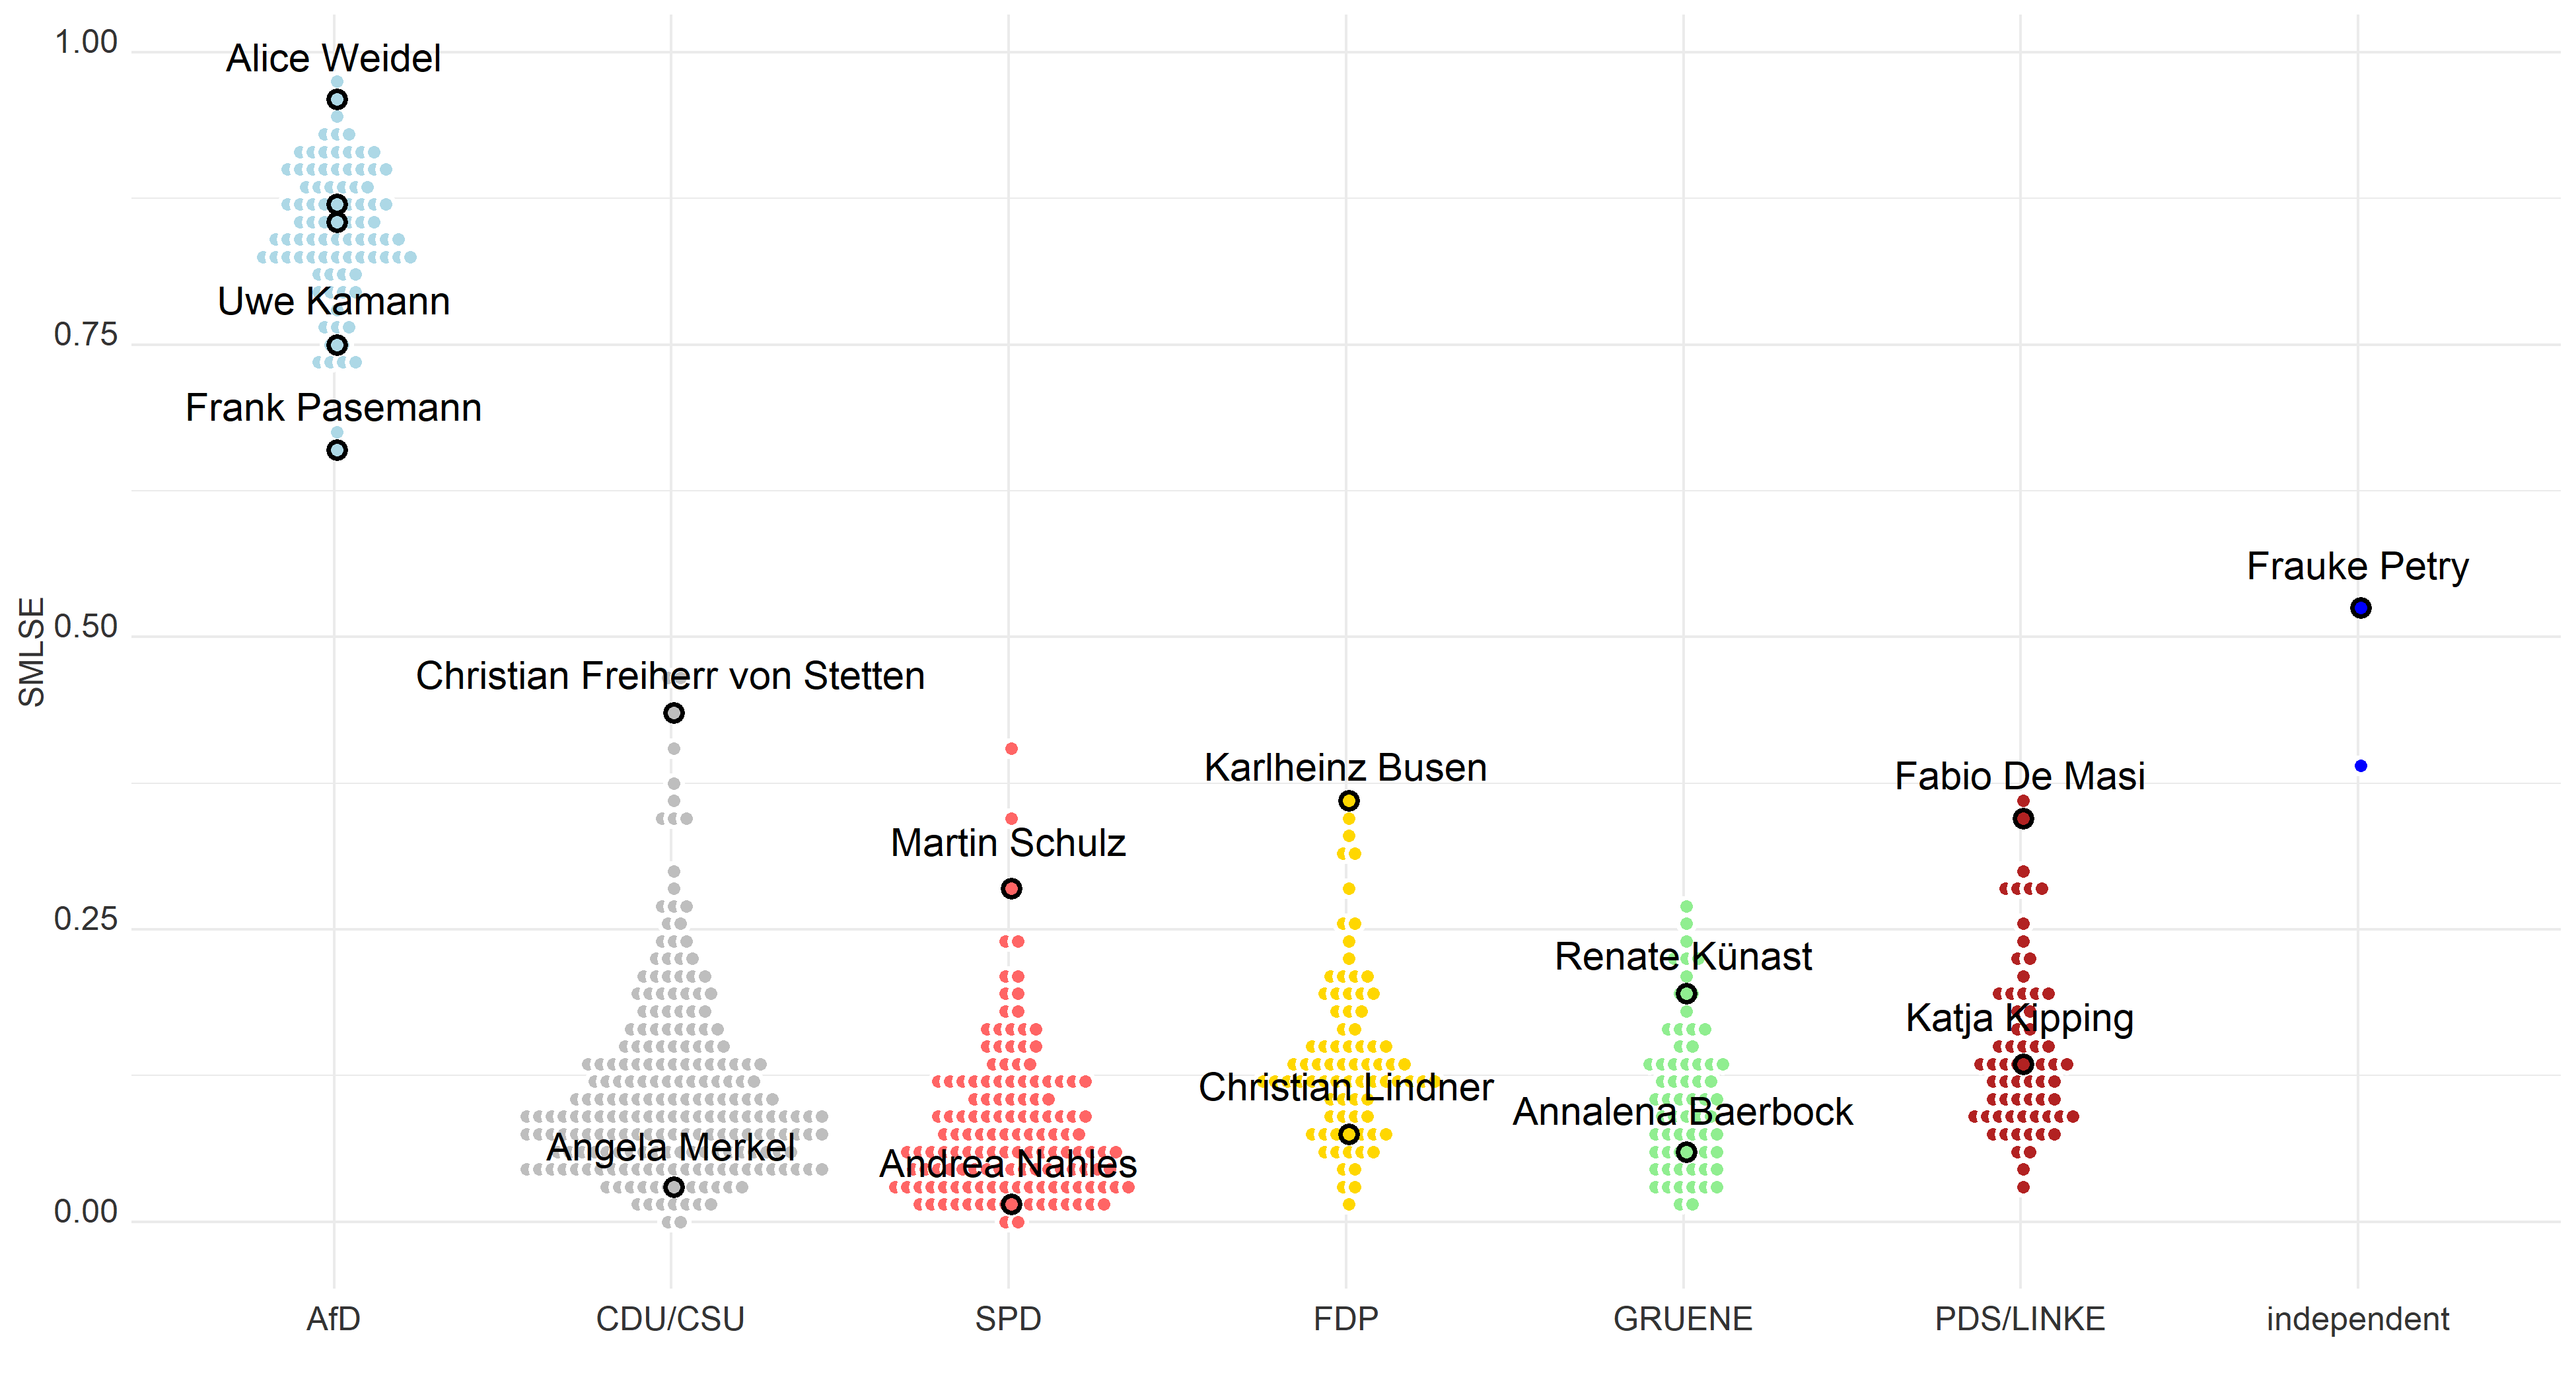 1.00
0.75
0.50
0.25
0.00
SMLSE
Alice Weidel
Uwe Kamann
Frank Pasemann
Christian Freiherr von Stetten
Angela Merkel
Martin Schulz
Andrea Nahles
Karlheinz Busen
Christian Lindner
Renate Künast
Annalena Baerbock
Fabio De Masi
Katja Kipping
Frauke Petry
AfD
CDU/CSU
SPD
FDP
GRUENE
PDS/LINKE
independent